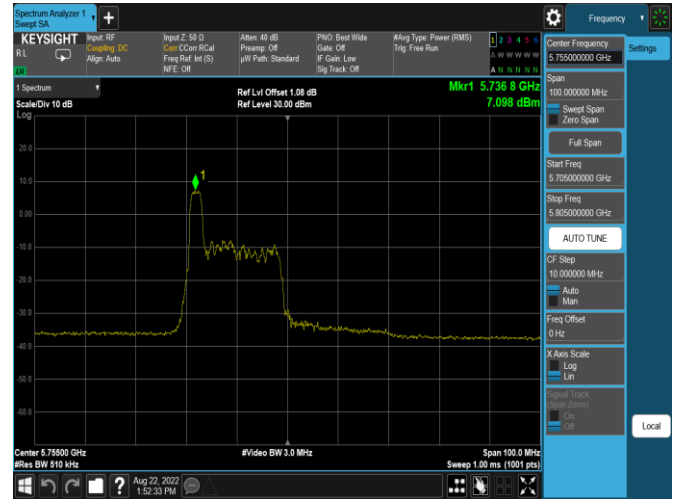 Spectrum Analyzer 1
Swept SA
Frequency
KEYSIGHT
R L
Input: RF
Coupling: DC
Align: Auto
Input Z: 50 Ω
Corr CCorr RCal
Freq Ref: Int (S)
NFE: Off
Atten: 40 dB
Preamp: Off
µW Path: Standard
PNO: Best Wide
Gate: Off
IF Gain: Low
Sig Track: Off
#Avg Type: Power (RMS)
Trig: Free Run
1 2 3 4 5 6
A W W W W W
A N N N N N
1 Spectrum
Scale/Div 10 dB
Log
Ref Lvl Offset 1.08 dB
Ref Level 30.00 dBm
Mkr1 5.736 8 GHz
7.098 dBm
1
20.0
10.0
0.00
-10.0
-20.0
-30.0
-40.0
-50.0
-60.0
Center 5.75500 GHz
#Res BW 510 kHz
#Video BW 3.0 MHz
Span 100.0 MHz
Sweep 1.00 ms (1001 pts)
Aug 22, 2022
1:52:33 PM
Center Frequency
5.755000000 GHz
Span
100.000000 MHz
Swept Span
Zero Span
Full Span
Start Freq
5.705000000 GHz
Stop Freq
5.805000000 GHz
AUTO TUNE
CF Step
10.000000 MHz
Auto
Man
Freq Offset
0 Hz
X Axis Scale
Log
Lin
Signal Track
(Span Zoom)
On
Off
Settings
Local